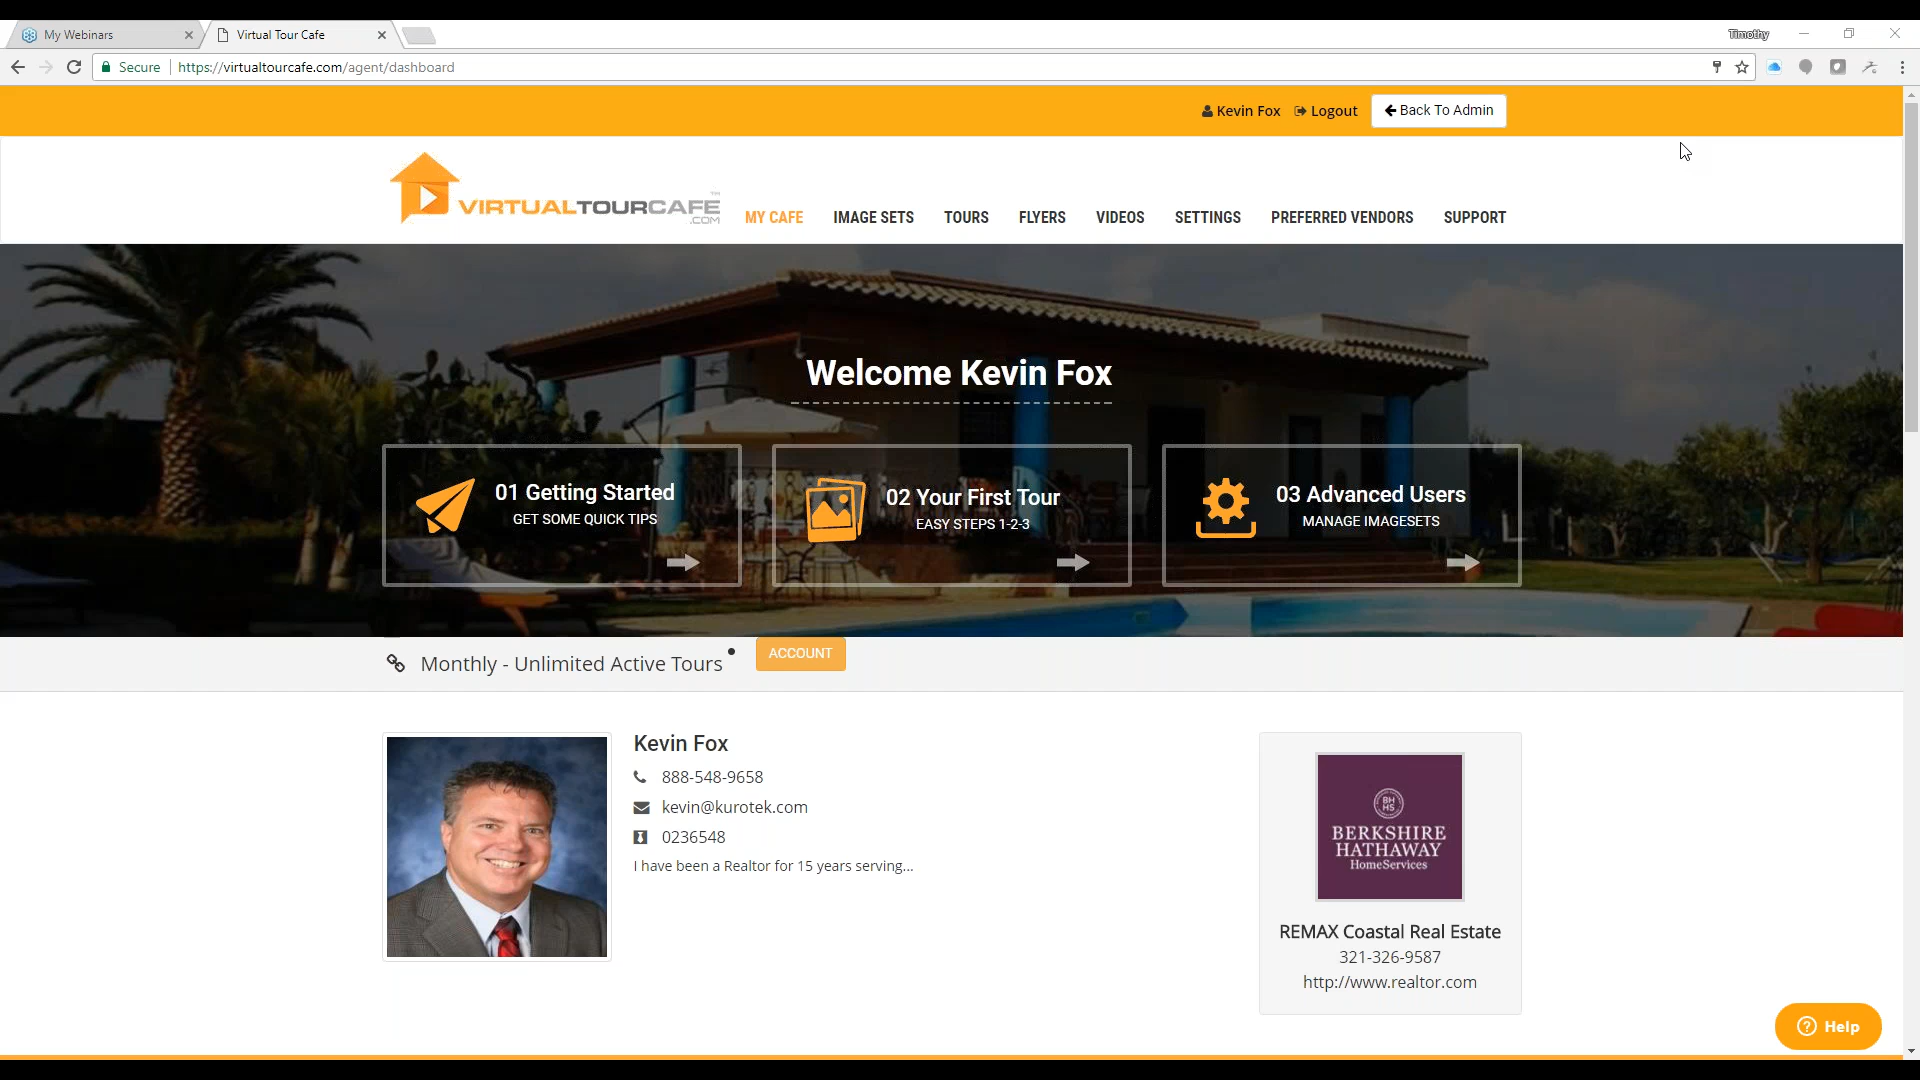 My Webinars
Virtual Tour Cafe
Timothy
Secure
https://virtualtourcafe.com/agent/dashboard
Kevin Fox
Logout
Back To Admin
VIRTUALTOURCAFE™
.COM
MY CAFE
IMAGE SETS
TOURS
FLYERS
VIDEOS
SETTINGS
PREFERRED VENDORS
SUPPORT
Welcome Kevin Fox
01 Getting Started
GET SOME QUICK TIPS
02 Your First Tour
EASY STEPS 1-2-3
03 Advanced Users
MANAGE IMAGESETS
Monthly - Unlimited Active Tours
ACCOUNT
Kevin Fox
888-548-9658
kevin@kurotek.com
0236548
I have been a Realtor for 15 years serving...
BH
HS
BERKSHIRE
HATHAWAY
HomeServices
REMAX Coastal Real Estate
321-326-9587
http://www.realtor.com
Help